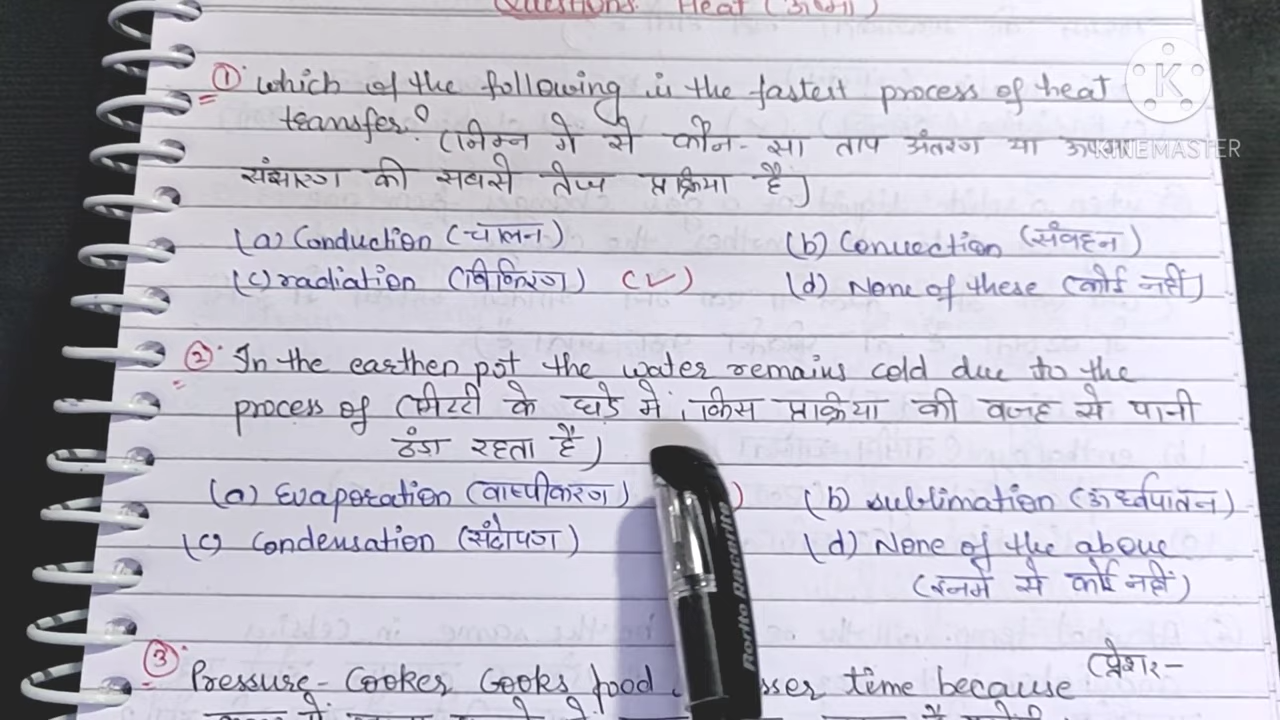 Questions: Heat (ऊष्मा)
① which of the following is the fastest process of heat
transfer? (निम्न में से कौन-सा ताप अंतरण या
संचारण की सबसे तेज प्रक्रिया है)
(a) Conduction (चालन)
(b) Convection (संवहन)
(c) radiation (विकिरण) (✓)
(d) None of these (कोई नहीं)
② In the earthen pot the water remains cold due to the
process of (मिट्टी के घड़े में किस प्रक्रिया की वजह से पानी
ठंडा रहता है)
(a) Evaporation (वाष्पीकरण) )
(b) sublimation (ऊर्ध्वपातन)
(c) Condensation
(d) None of the above
(इनमें से कोई नहीं)
③ Pressure-Cooker Cooks food time because (प्रेशर-
KINEMASTER
Rorito Racerite